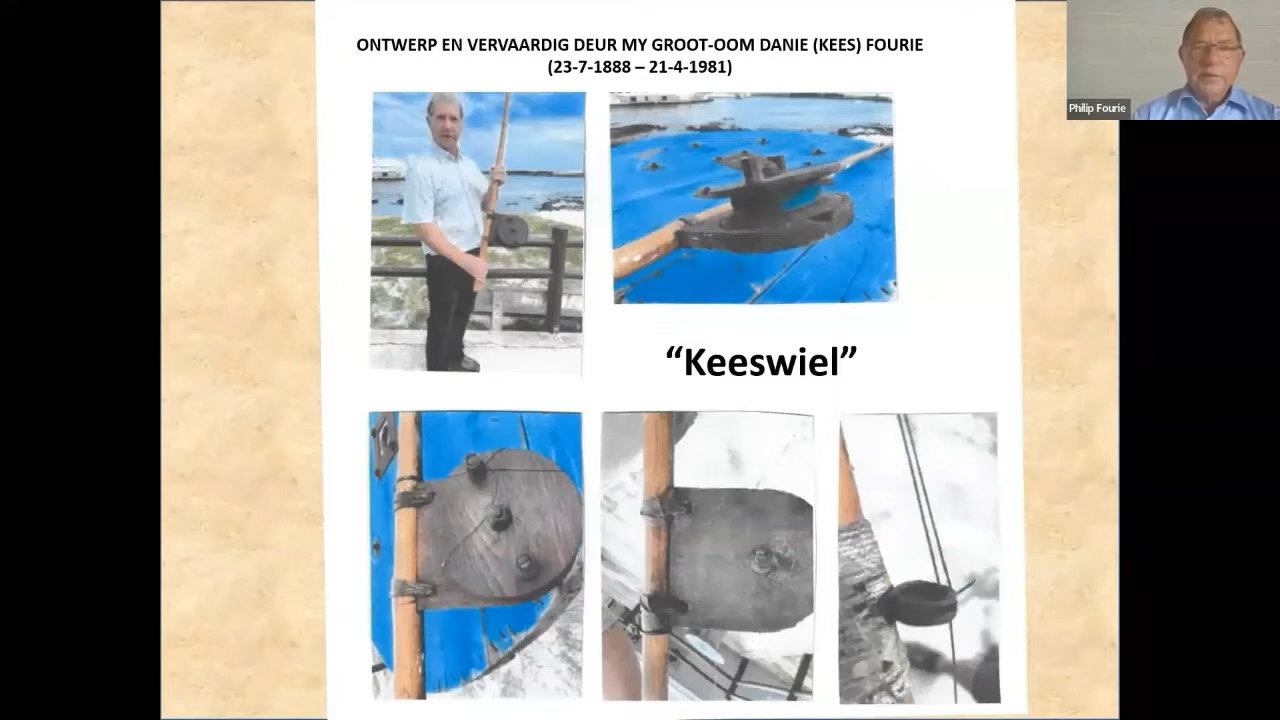 ONTWERP EN VERVAARDIG DEUR MY GROOT-OOM DANIE (KEES) FOURIE
(23-7-1888 – 21-4-1981)
Philip Fourie
“Keeswiel”